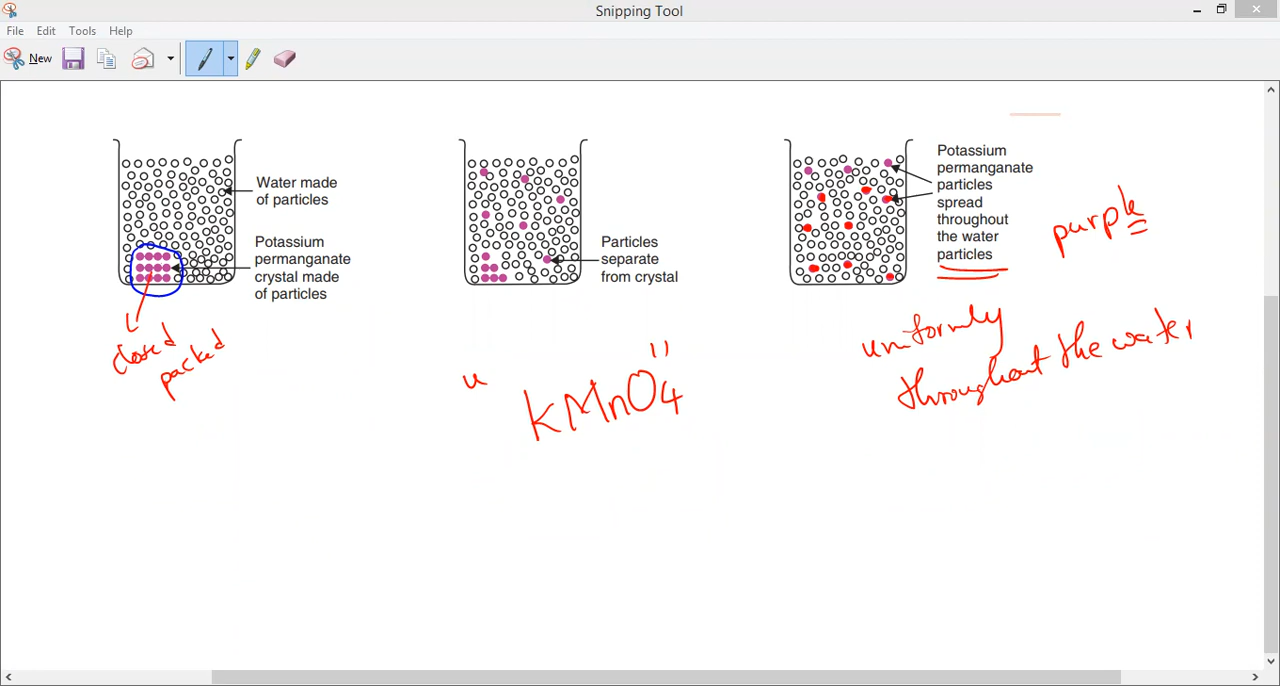 Snipping Tool
File Edit Tools Help
New
Water made
of particles
Potassium
permanganate
crystal made
of particles
closed
packed
Particles
separate
from crystal
" KMnO4 "
Potassium
permanganate
particles
spread
throughout
the water
particles
purple
uniformly
throughout the water